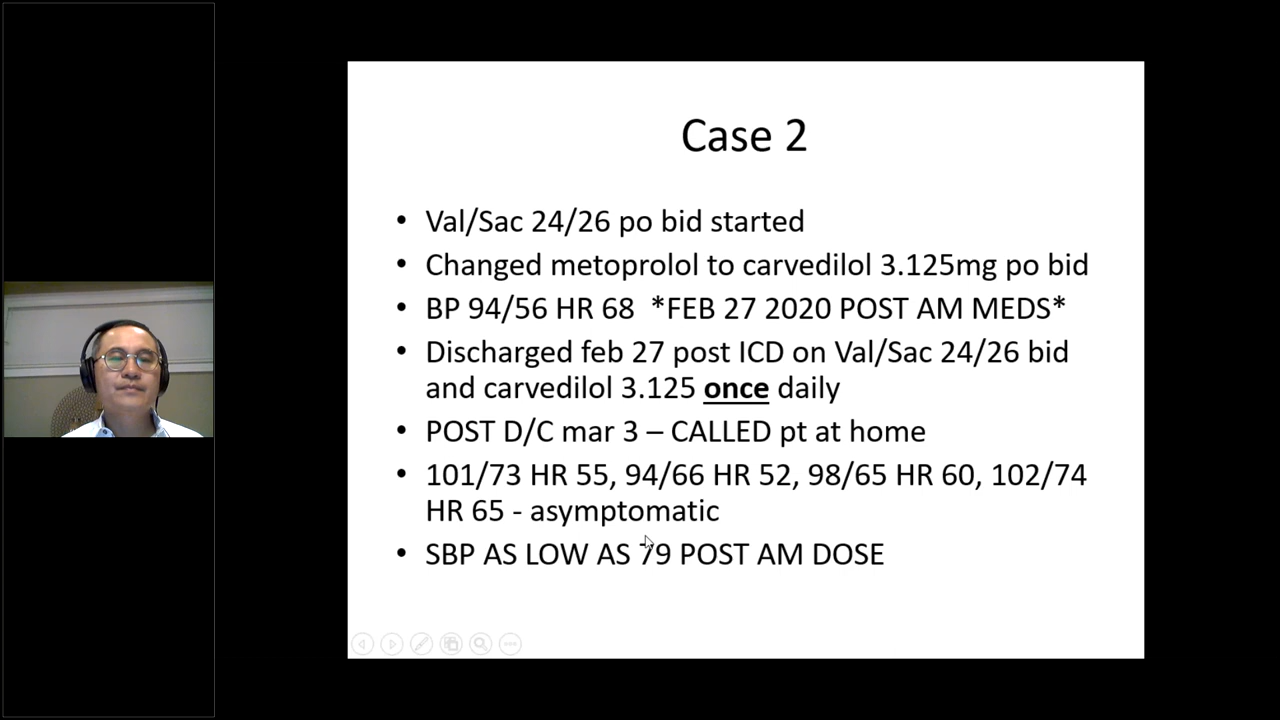 Case 2
• Val/Sac 24/26 po bid started
• Changed metoprolol to carvedilol 3.125mg po bid
• BP 94/56 HR 68 *FEB 27 2020 POST AM MEDS*
• Discharged feb 27 post ICD on Val/Sac 24/26 bid
and carvedilol 3.125 once daily
• POST D/C mar 3 – CALLED pt at home
• 101/73 HR 55, 94/66 HR 52, 98/65 HR 60, 102/74
HR 65 - asymptomatic
• SBP AS LOW AS 79 POST AM DOSE